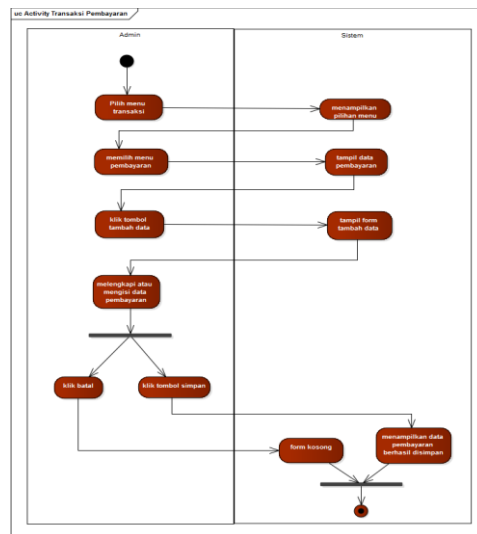 uc Activity Transaksi Pembayaran
Admin
Sistem
Pilih menu
transaksi
menampilkan
pilihan menu
memilih menu
pembayaran
tampil data
pembayaran
klik tombol
tambah data
tampil form
tambah data
melengkapi atau
mengisi data
pembayaran
klik batal
klik tombol simpan
form kosong
menampilkan data
pembayaran
berhasil disimpan